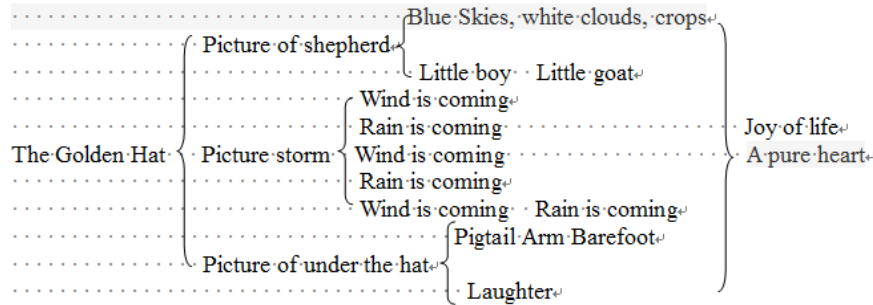 Blue Skies, white clouds, crops
Picture of shepherd
Little boy Little goat
Wind is coming
Rain is coming
Joy of life
The Golden Hat Picture storm Wind is coming
A pure heart
Rain is coming
Wind is coming Rain is coming
Pigtail Arm Barefoot
Picture of under the hat
Laughter